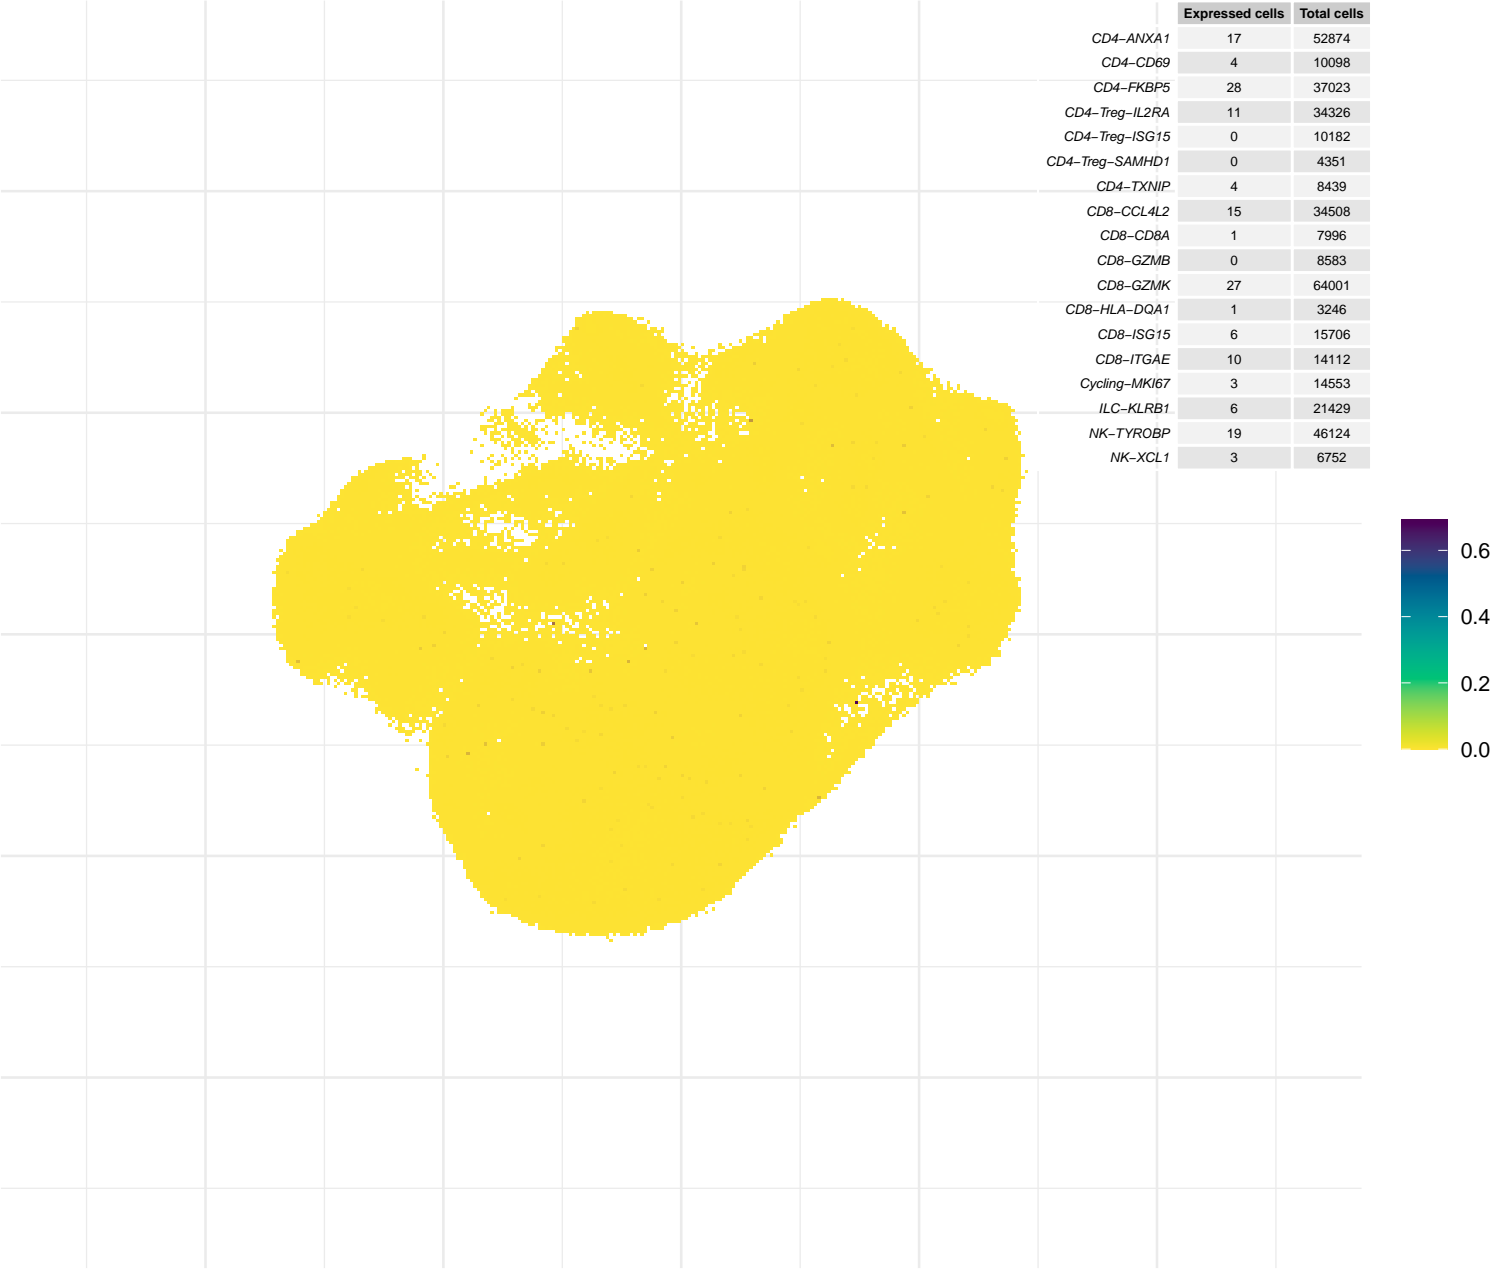 Expressed cells Total cells
CD4−ANXA1 17 52874
CD4−CD69 4 10098
CD4−FKBP5 28 37023
CD4−Treg−IL2RA 11 34326
CD4−Treg−ISG15 0 10182
CD4−Treg−SAMHD1 0 4351
CD4−TXNIP 4 8439
CD8−CCL4L2 15 34508
CD8−CD8A 1 7996
CD8−GZMB 0 8583
CD8−GZMK 27 64001
CD8−HLA−DQA1 1 3246
CD8−ISG15 6 15706
CD8−ITGAE 10 14112
Cycling−MKI67 3 14553
ILC−KLRB1 6 21429
NK−TYROBP 19 46124
NK−XCL1 3 6752
0.6
0.4
0.2
0.0